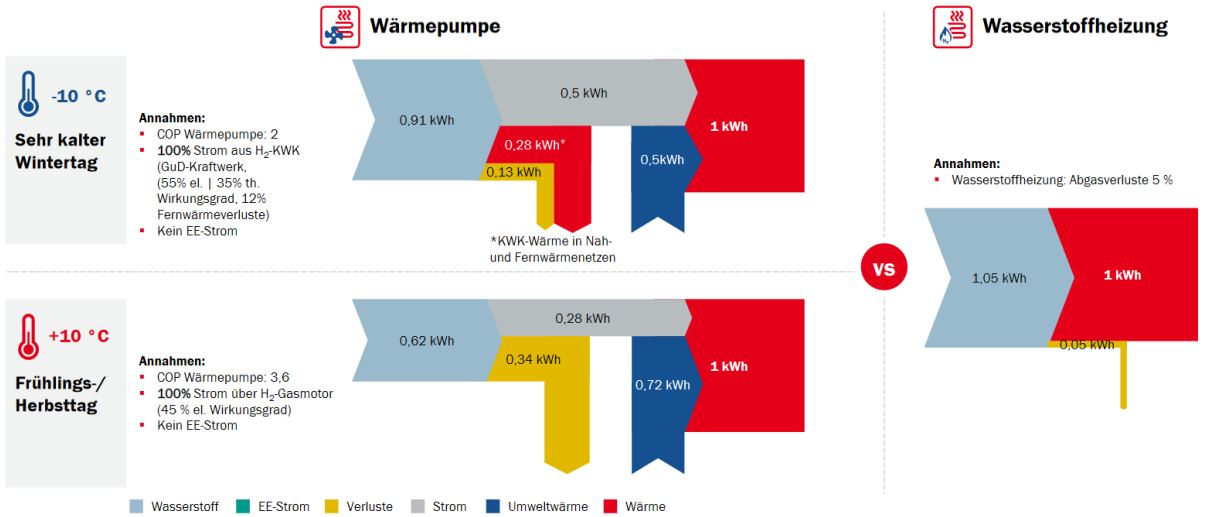 Wärmepumpe
Wasserstoffheizung
-10 °C
Sehr kalter
Wintertag
Annahmen:
COP Wärmepumpe: 2
100% Strom aus H₂-KWK
(GuD-Kraftwerk,
(55% el. | 35% th.
Wirkungsgrad, 12%
Fernwärmeverluste)
Kein EE-Strom
0,91 kWh
0,5 kWh
0,28 kWh*
0,13 kWh
0,5kWh
1 kWh
*KWK-Wärme in Nah-
und Fernwärmenetzen
+10 °C
Frühlings-/
Herbsttag
Annahmen:
COP Wärmepumpe: 3,6
100% Strom über H₂-Gasmotor
(45 % el. Wirkungsgrad)
Kein EE-Strom
0,62 kWh
0,28 kWh
0,34 kWh
0,72 kWh
1 kWh
vs
Annahmen:
Wasserstoffheizung: Abgasverluste 5 %
1,05 kWh
1 kWh
0,05 kWh
Wasserstoff
EE-Strom
Verluste
Strom
Umweltwärme
Wärme